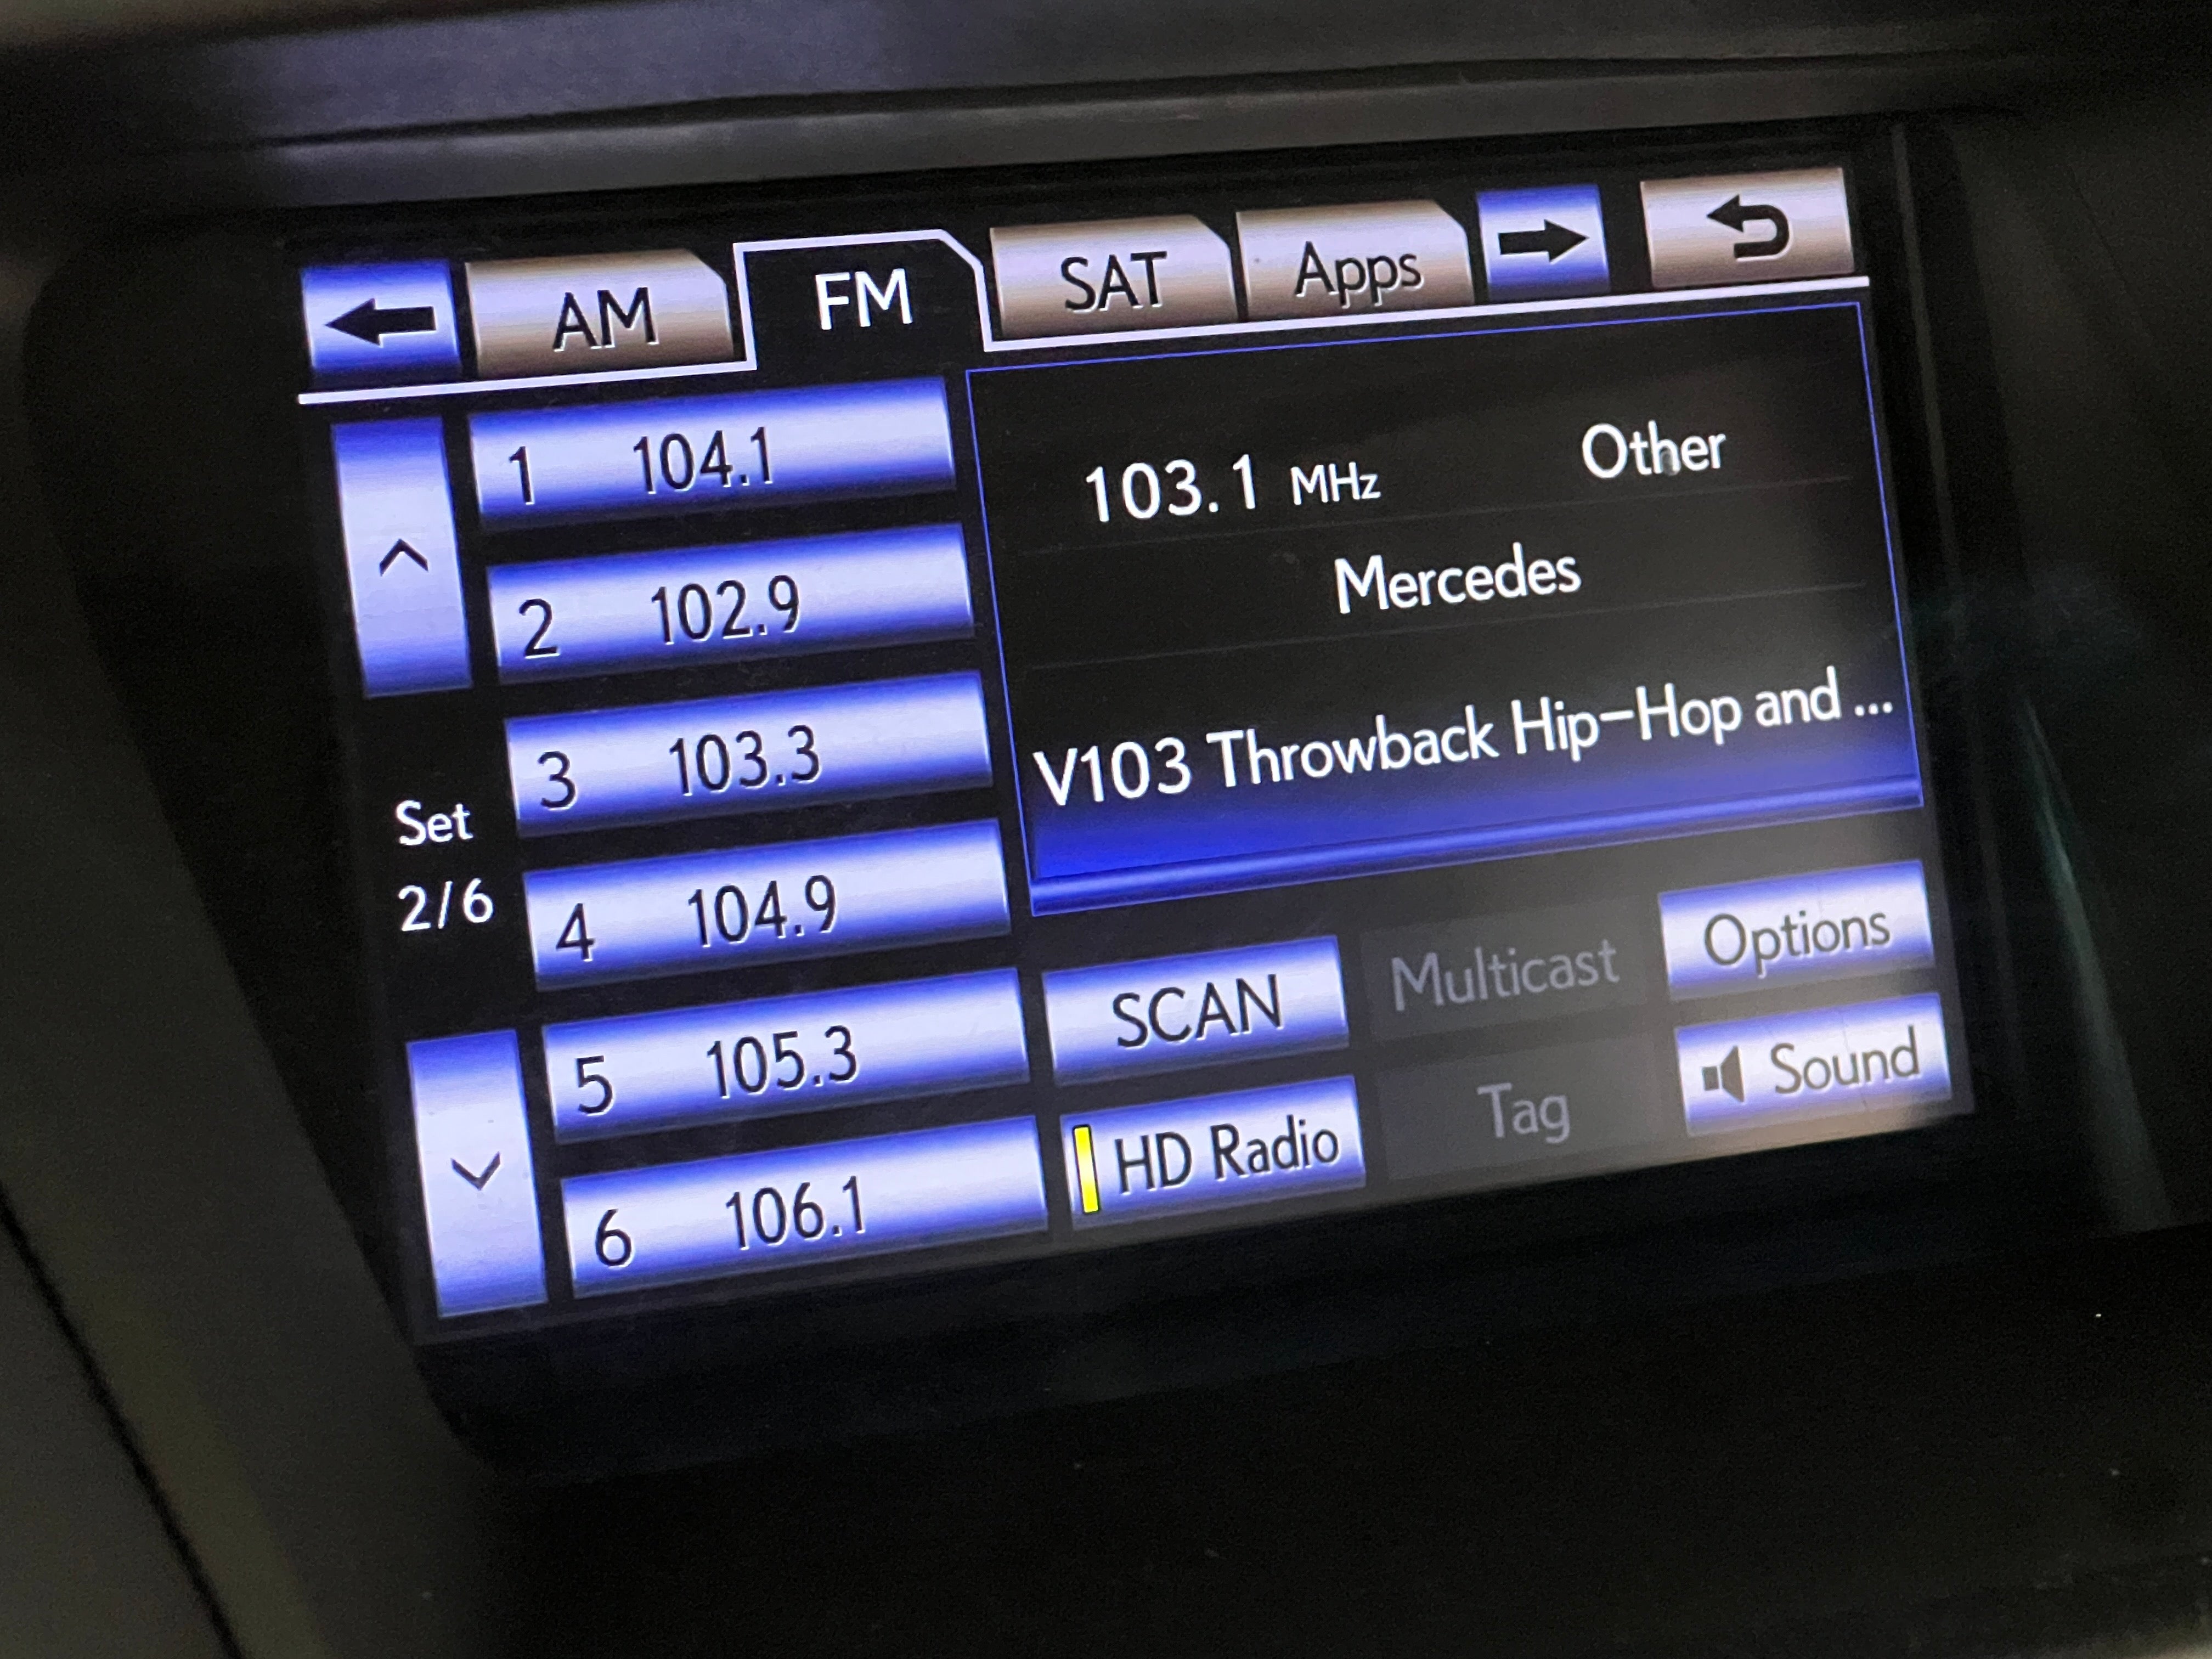 AM FM SAT Apps
1 104.1
2 102.9
3 103.3
4 104.9
5 105.3
6 106.1
Set
2/6
103.1 MHz Other
Mercedes
V103 Throwback Hip-Hop and ...
SCAN Multicast Options
HD Radio Tag Sound